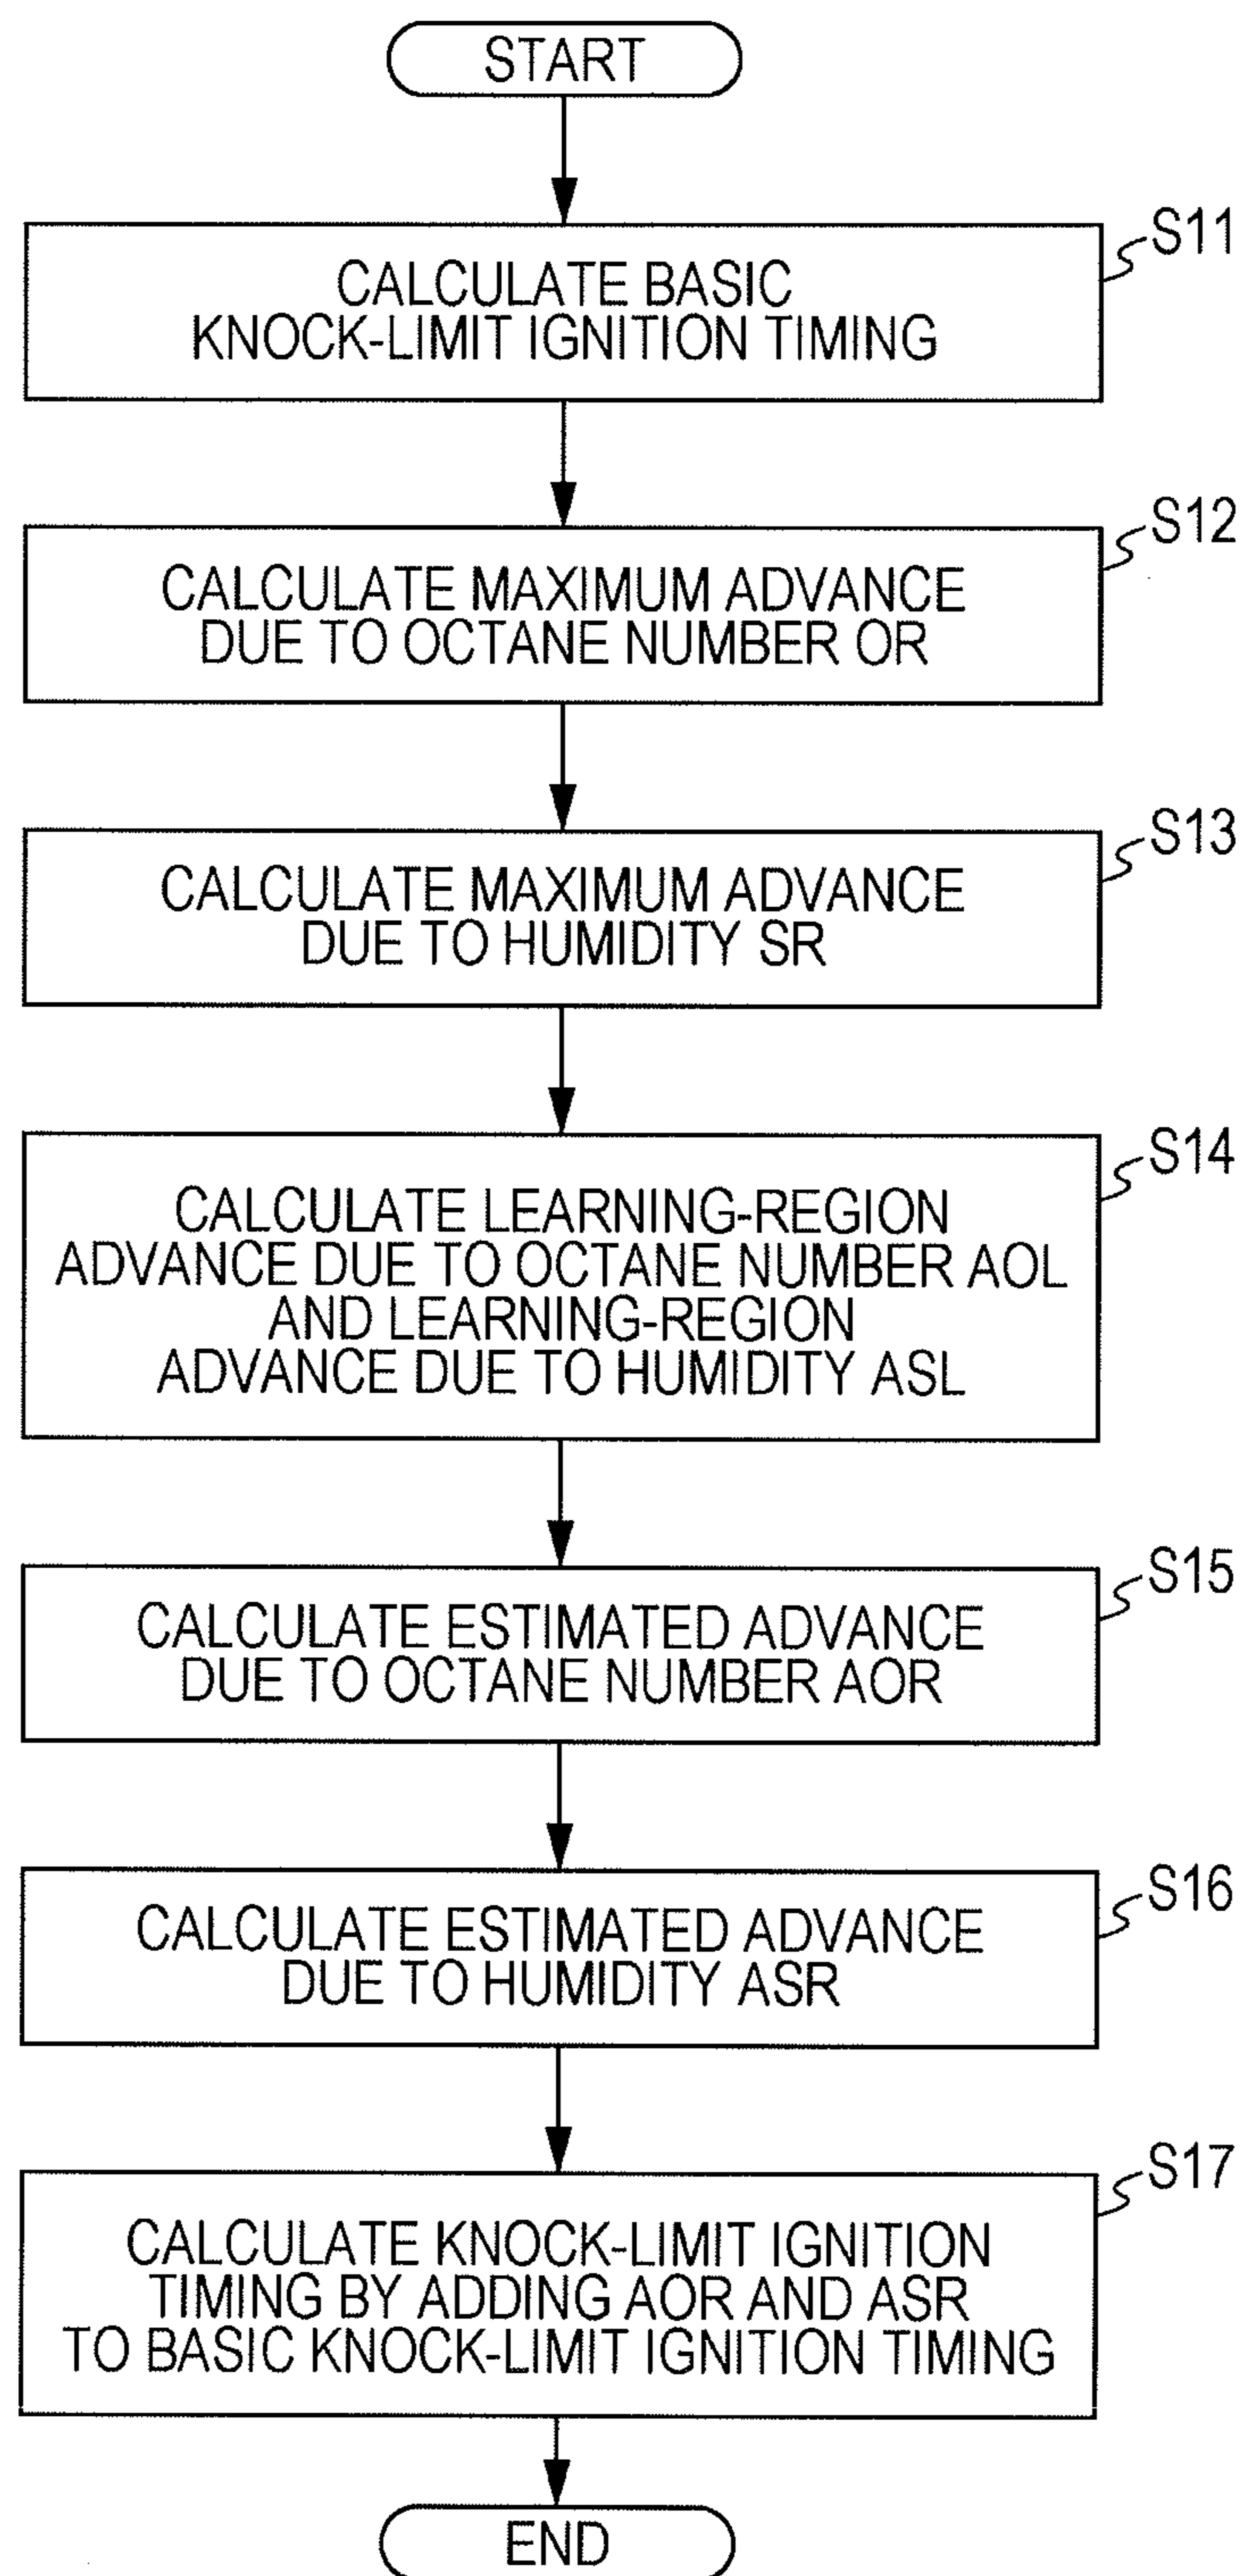 START
S11
CALCULATE BASIC
KNOCK-LIMIT IGNITION TIMING
S12
CALCULATE MAXIMUM ADVANCE
DUE TO OCTANE NUMBER OR
S13
CALCULATE MAXIMUM ADVANCE
DUE TO HUMIDITY SR
S14
CALCULATE LEARNING-REGION
ADVANCE DUE TO OCTANE NUMBER AOL
AND LEARNING-REGION
ADVANCE DUE TO HUMIDITY ASL
S15
CALCULATE ESTIMATED ADVANCE
DUE TO OCTANE NUMBER AOR
S16
CALCULATE ESTIMATED ADVANCE
DUE TO HUMIDITY ASR
S17
CALCULATE KNOCK-LIMIT IGNITION
TIMING BY ADDING AOR AND ASR
TO BASIC KNOCK-LIMIT IGNITION TIMING
END